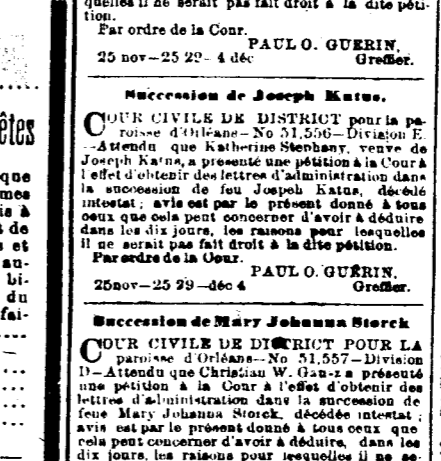 quelles il ne serait pas fait droit à la dite péti-
tion.
Par ordre de la Cour.
PAUL O. GUERIN,
25 nov—25 29- 4 déc Greffier.
Succession de Joseph Katus.
COUR CIVILE DE DISTRICT pour la pa-
roisse d'Orléans—No 51,556—Division E.
—Attendu que Katherine Stenhany, venve de
Joseph Katus, a présenté une pétition à la Cour à
l'effet d'obtenir des lettres d'administration dans
la succession de feu Jospeh Katus, décédé
intestat; avis est par le présent donné à tous
ceux que cela peut concerner d'avoir à déduire
dans les dix jours, les raisons pour lesquelles
il ne serait pas fait droit à la dite pétition.
Par ordre de la Cour.
PAUL O. GUÉRIN,
25nov—25 29—déc 4 Greffier.
Succession de Mary Johanna Storck
COUR CIVILE DE DISTRICT POUR LA
paroisse d'Orléans—No 51,557—Division
D—Attendu que Christian W. a présenté
une pétition à la Cour à l'effet d'obtenir des
lettres d'administration dans la succession de
feue Mary Johanna Storck, décédée intestat;
avis est par le présent donné à tous ceux que
cela peut concerner d'avoir à déduire, dans les
dix jours, les raisons pour lesquelles il ne se-
êtes
que
mes
is à
t de
s et
au-
bi-
du
fai-